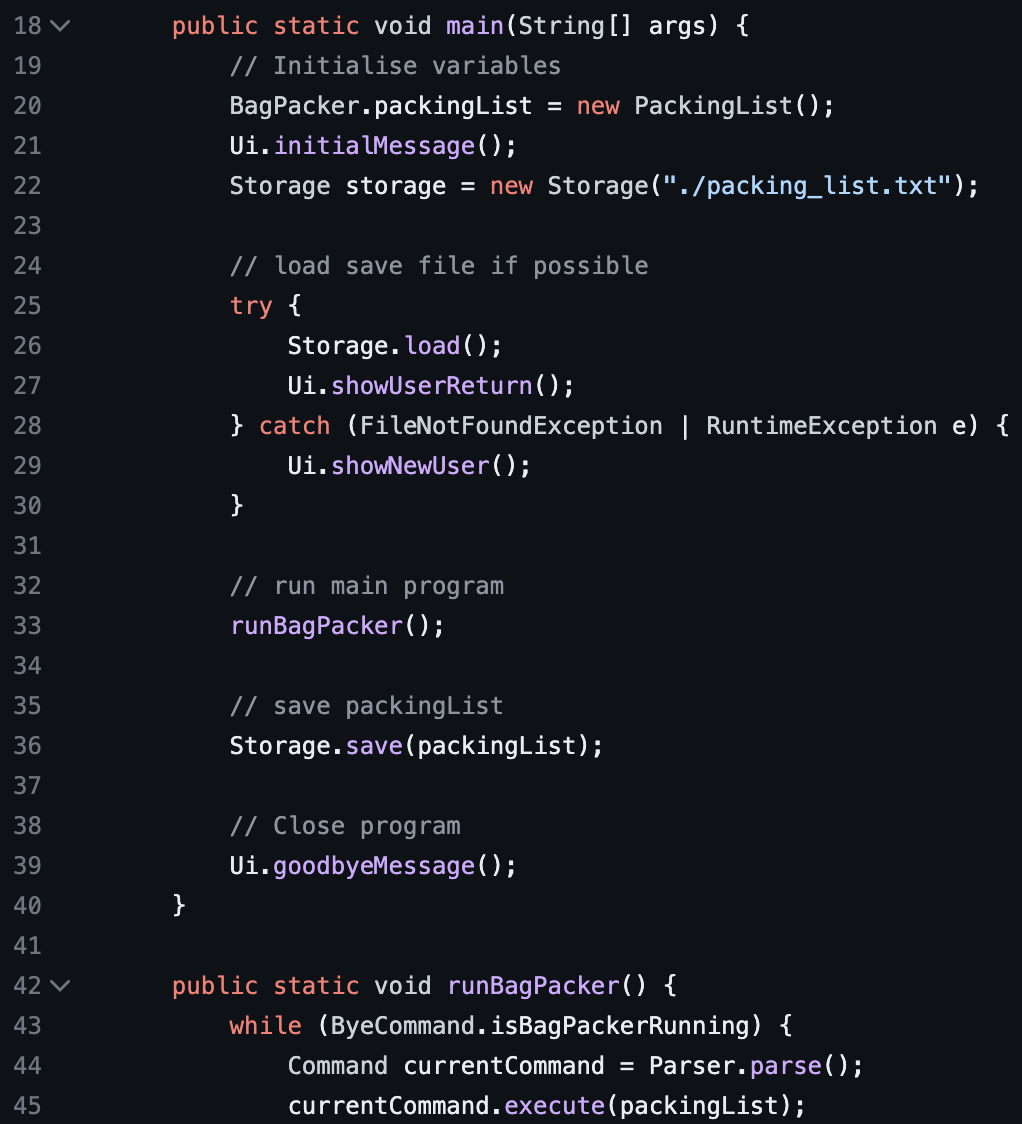 18 public static void main(String[] args) {
19 // Initialise variables
20 BagPacker.packingList = new PackingList();
21 Ui.initialMessage();
22 Storage storage = new Storage("./packing_list.txt");
23
24 // load save file if possible
25 try {
26 Storage.load();
27 Ui.showUserReturn();
28 } catch (FileNotFoundException | RuntimeException e) {
29 Ui.showNewUser();
30 }
31
32 // run main program
33 runBagPacker();
34
35 // save packingList
36 Storage.save(packingList);
37
38 // Close program
39 Ui.goodbyeMessage();
40 }
41
42 public static void runBagPacker() {
43 while (ByeCommand.isBagPackerRunning) {
44 Command currentCommand = Parser.parse();
45 currentCommand.execute(packingList);